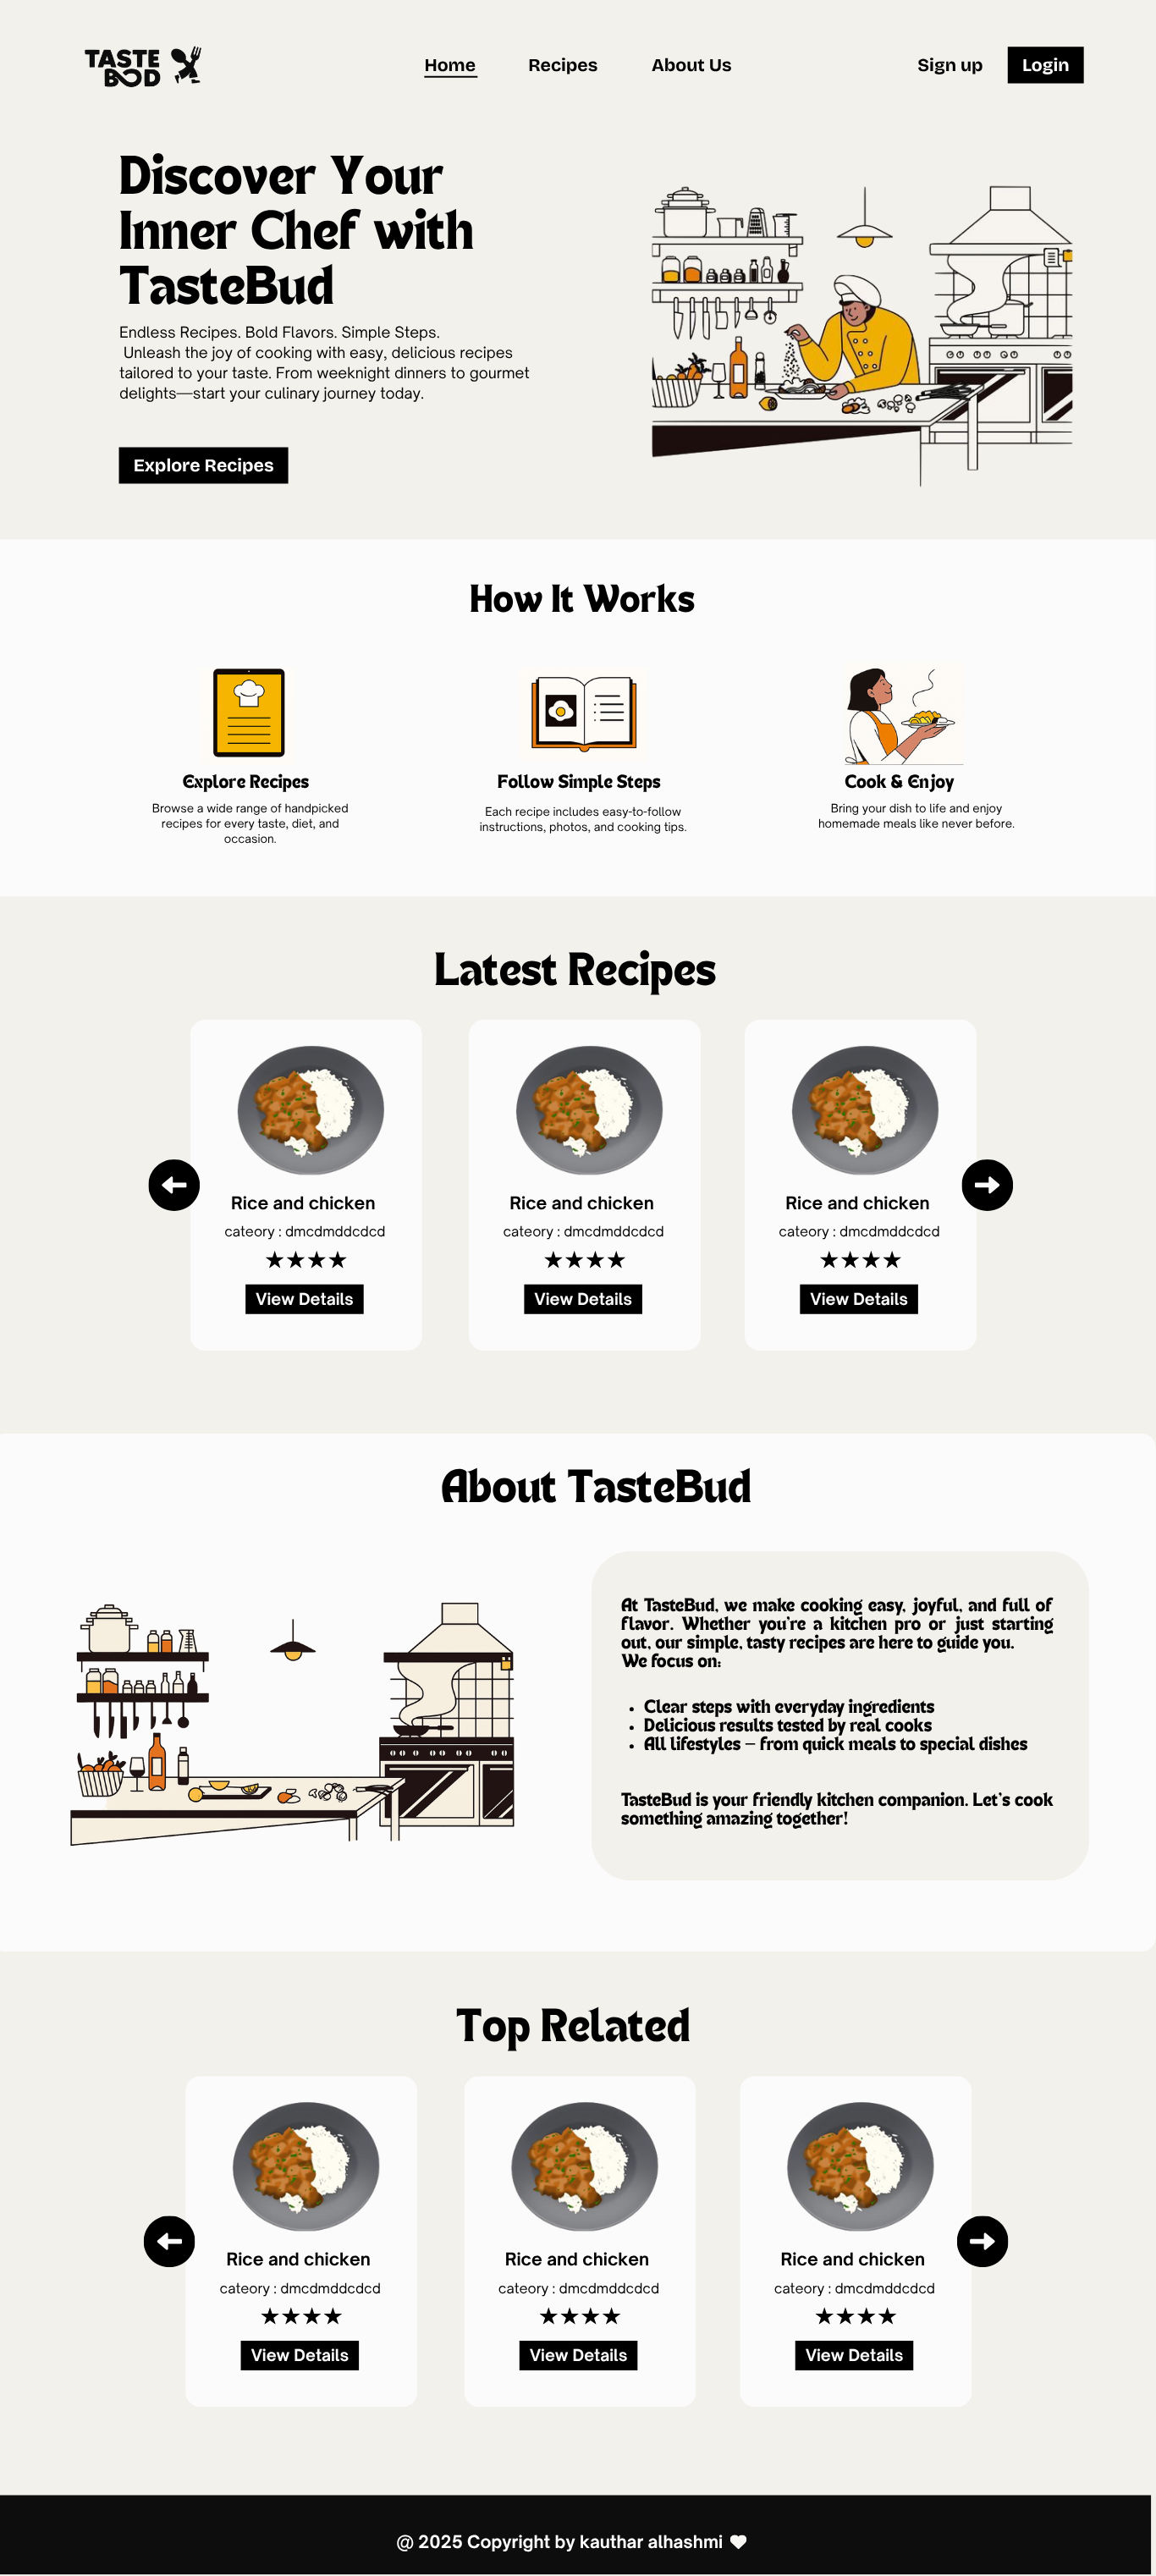 TASTE
BUD
Home
Recipes
About Us
Sign up
Login
Discover Your
Inner Chef with
TasteBud
Endless Recipes. Bold Flavors. Simple Steps.
Unleash the joy of cooking with easy, delicious recipes
tailored to your taste. From weeknight dinners to gourmet
delights—start your culinary journey today.
Explore Recipes
How It Works
Explore Recipes
Browse a wide range of handpicked
recipes for every taste, diet, and
occasion.
Follow Simple Steps
Each recipe includes easy-to-follow
instructions, photos, and cooking tips.
Cook & Enjoy
Bring your dish to life and enjoy
homemade meals like never before.
Latest Recipes
Rice and chicken
cateory : dmcdmddcdcd
★★★★
View Details
Rice and chicken
cateory : dmcdmddcdcd
★★★★
View Details
Rice and chicken
cateory : dmcdmddcdcd
★★★★
View Details
About TasteBud
At TasteBud, we make cooking easy, joyful, and full of
flavor. Whether you're a kitchen pro or just starting
out, our simple, tasty recipes are here to guide you.
We focus on:
• Clear steps with everyday ingredients
• Delicious results tested by real cooks
• All lifestyles – from quick meals to special dishes
TasteBud is your friendly kitchen companion. Let's cook
something amazing together!
Top Related
Rice and chicken
cateory : dmcdmddcdcd
★★★★
View Details
Rice and chicken
cateory : dmcdmddcdcd
★★★★
View Details
Rice and chicken
cateory : dmcdmddcdcd
★★★★
View Details
@ 2025 Copyright by kauthar alhashmi ♥